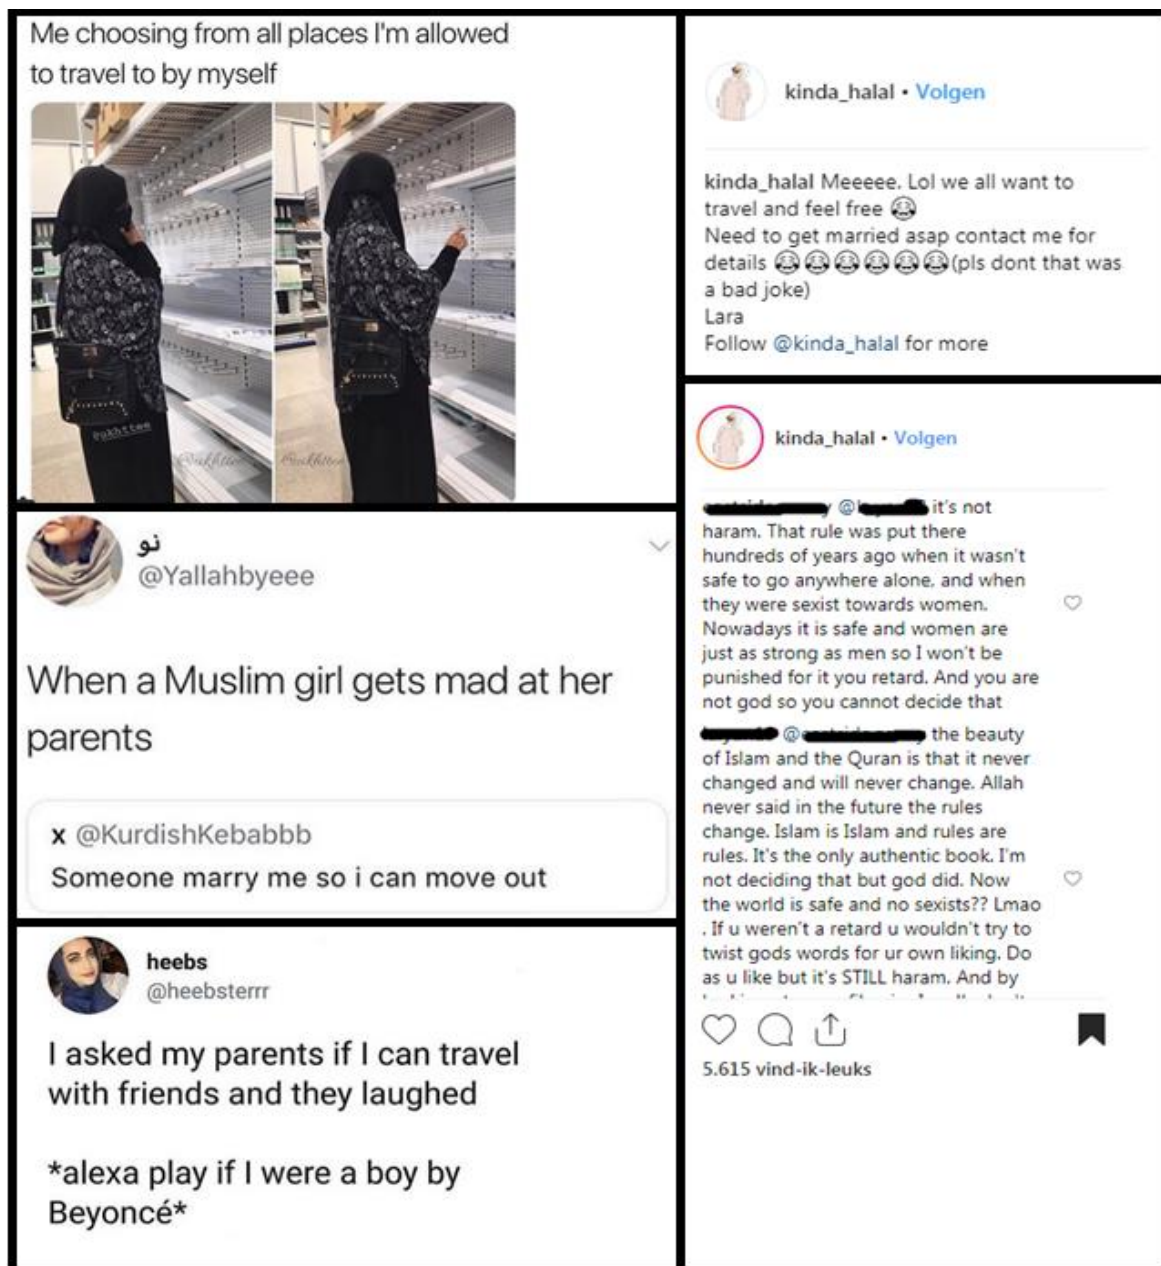 Me choosing from all places I'm allowed
to travel to by myself
نو
@Yallahbyeee
When a Muslim girl gets mad at her
parents
x @KurdishKebabbb
Someone marry me so i can move out
heebs
@heebsterrr
I asked my parents if I can travel
with friends and they laughed
*alexa play if I were a boy by
Beyoncé*
kinda_halal • Volgen
kinda_halal Meeeee. Lol we all want to
travel and feel free 😂
Need to get married asap contact me for
details 😂😂😂😂😂😂(pls dont that was
a bad joke)
Lara
Follow @kinda_halal for more
kinda_halal • Volgen
it's not
haram. That rule was put there
hundreds of years ago when it wasn't
safe to go anywhere alone, and when
they were sexist towards women.
Nowadays it is safe and women are
just as strong as men so I won't be
punished for it you retard. And you are
not god so you cannot decide that
the beauty
of Islam and the Quran is that it never
changed and will never change. Allah
never said in the future the rules
change. Islam is Islam and rules are
rules. It's the only authentic book. I'm
not deciding that but god did. Now
the world is safe and no sexists?? Lmao
. If u weren't a retard u wouldn't try to
twist gods words for ur own liking. Do
as u like but it's STILL haram. And by
5.615 vind-ik-leuks